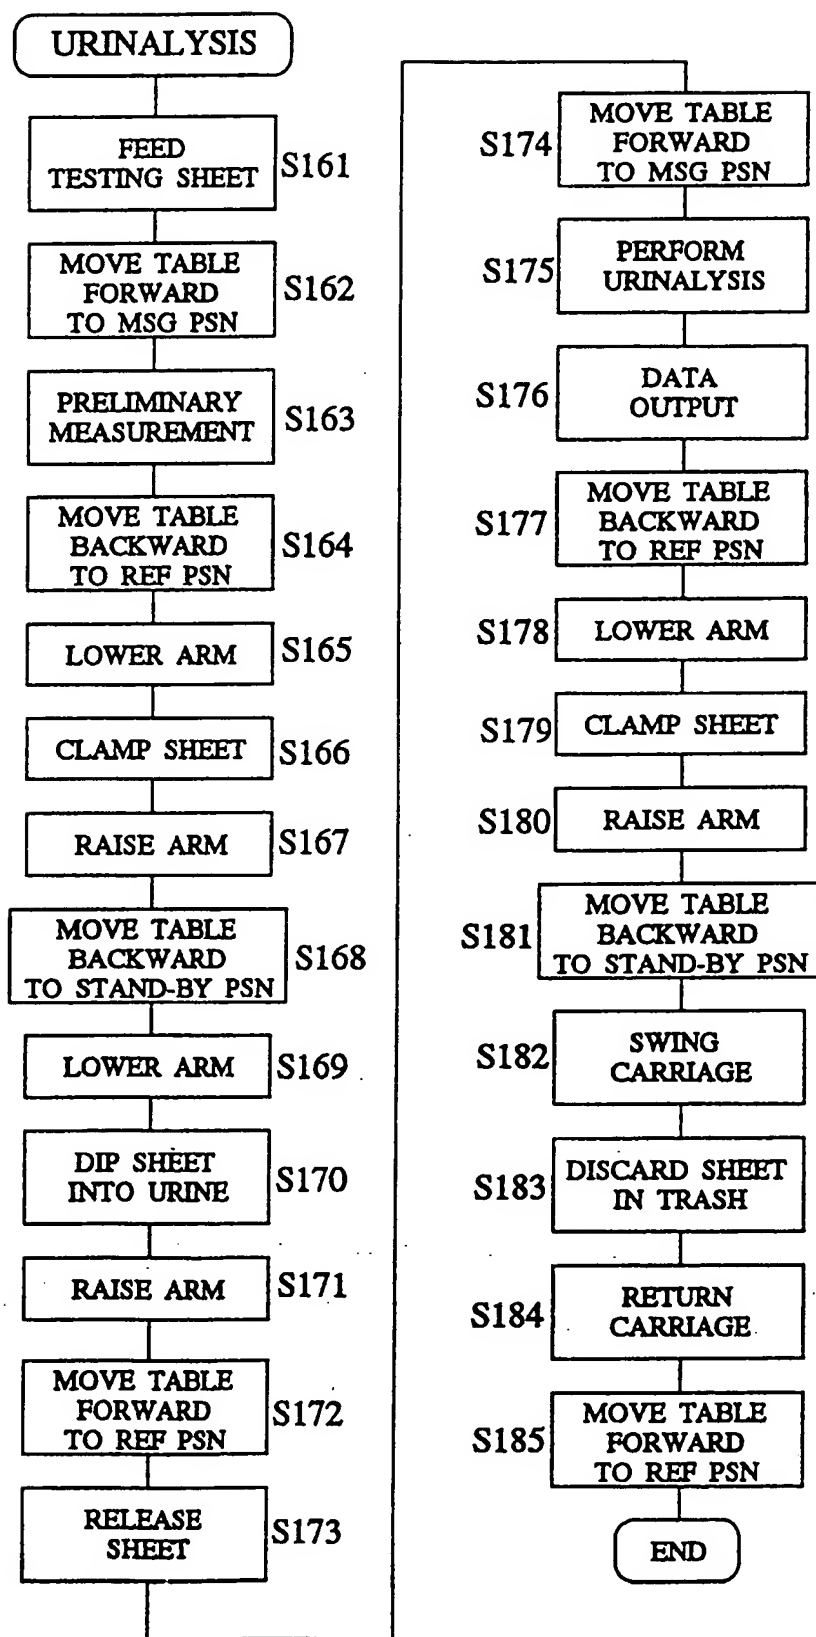 URINALYSIS
FEED
TESTING SHEET
S161
MOVE TABLE
FORWARD
TO MSG PSN
S162
PRELIMINARY
MEASUREMENT
S163
MOVE TABLE
BACKWARD
TO REF PSN
S164
LOWER ARM
S165
CLAMP SHEET
S166
RAISE ARM
S167
MOVE TABLE
BACKWARD
TO STAND-BY PSN
S168
LOWER ARM
S169
DIP SHEET
INTO URINE
S170
RAISE ARM
S171
MOVE TABLE
FORWARD
TO REF PSN
S172
RELEASE
SHEET
S173
S174
MOVE TABLE
FORWARD
TO MSG PSN
S175
PERFORM
URINALYSIS
S176
DATA
OUTPUT
S177
MOVE TABLE
BACKWARD
TO REF PSN
S178
LOWER ARM
S179
CLAMP SHEET
S180
RAISE ARM
S181
MOVE TABLE
BACKWARD
TO STAND-BY PSN
S182
SWING
CARRIAGE
S183
DISCARD SHEET
IN TRASH
S184
RETURN
CARRIAGE
S185
MOVE TABLE
FORWARD
TO REF PSN
END